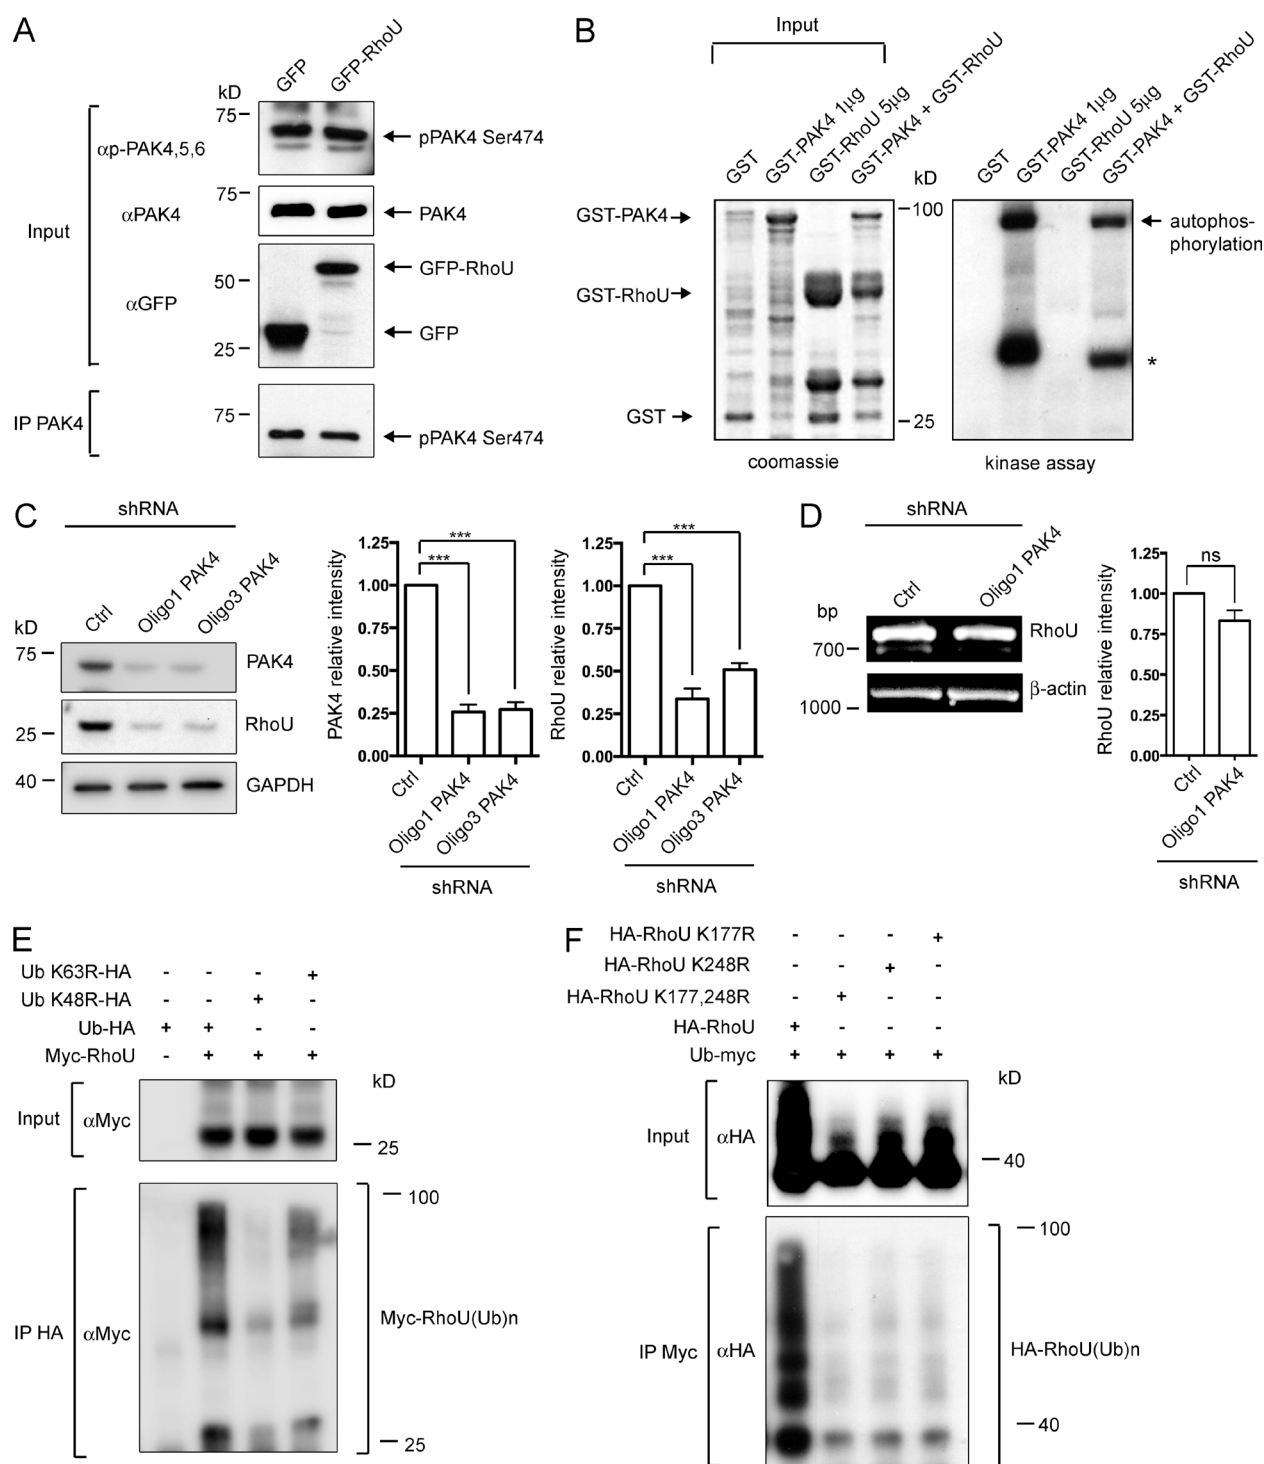 A
GFP
GFP-RhoU
kD
75
αp-PAK4,5,6
pPAK4 Ser474
75
αPAK4
PAK4
Input
GFP-RhoU
50
αGFP
GFP
25
75
IP PAK4
pPAK4 Ser474
B
Input
GST
GST-PAK4 1µg
GST-RhoU 5µg
GST-PAK4 + GST-RhoU
kD
GST
GST-PAK4 1µg
GST-RhoU 5µg
GST-PAK4 + GST-RhoU
GST-PAK4
100
autophos-
phorylation
GST-RhoU
*
GST
25
coomassie
kinase assay
C
shRNA
Ctrl
Oligo1 PAK4
Oligo3 PAK4
kD
75
PAK4
25
RhoU
40
GAPDH
PAK4 relative intensity
1.25
1.00
0.75
0.50
0.25
0.00
***
***
Ctrl
Oligo1 PAK4
Oligo3 PAK4
shRNA
RhoU relative intensity
1.25
1.00
0.75
0.50
0.25
0.00
***
***
Ctrl
Oligo1 PAK4
Oligo3 PAK4
shRNA
D
shRNA
Ctrl
Oligo1 PAK4
bp
RhoU
700
β-actin
1000
RhoU relative intensity
1.25
1.00
0.75
0.50
0.25
0.00
ns
Ctrl
Oligo1 PAK4
shRNA
E
Ub K63R-HA - - - +
Ub K48R-HA - - + -
Ub-HA + + - -
Myc-RhoU - + + +
kD
Input
αMyc
25
100
IP HA
αMyc
Myc-RhoU(Ub)n
25
F
HA-RhoU K177R - - - +
HA-RhoU K248R - - + -
HA-RhoU K177,248R - + - -
HA-RhoU + - - -
Ub-myc + + + +
kD
Input
αHA
40
100
IP Myc
αHA
HA-RhoU(Ub)n
40